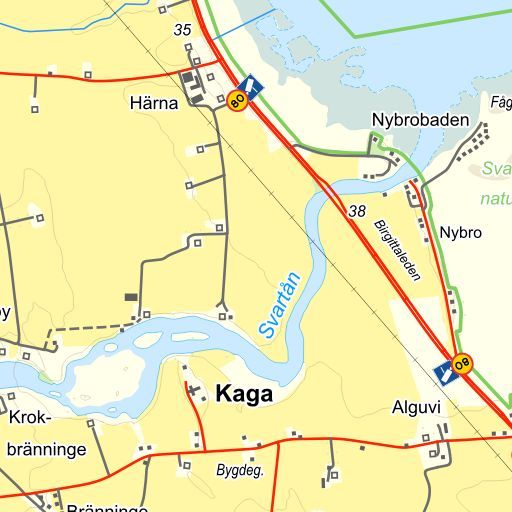 35
Härna
80
Nybrobaden
Fåg
Sva
natu
38
Birgittaleden
Nybro
Svartån
y
80
Kaga
Alguvi
Krok-
bränninge
Bygdeg.
Bränninge